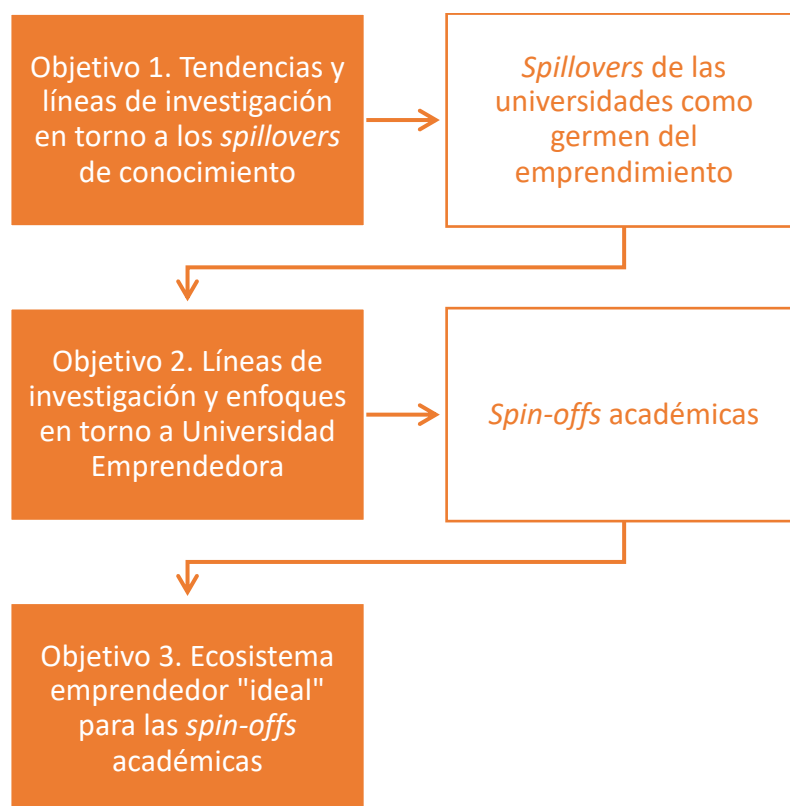 Objetivo 1. Tendencias y
líneas de investigación
en torno a los spillovers
de conocimiento
Spillovers de las
universidades como
germen del
emprendimiento
Objetivo 2. Líneas de
investigación y enfoques
en torno a Universidad
Emprendedora
Spin-offs académicas
Objetivo 3. Ecosistema
emprendedor "ideal"
para las spin-offs
académicas